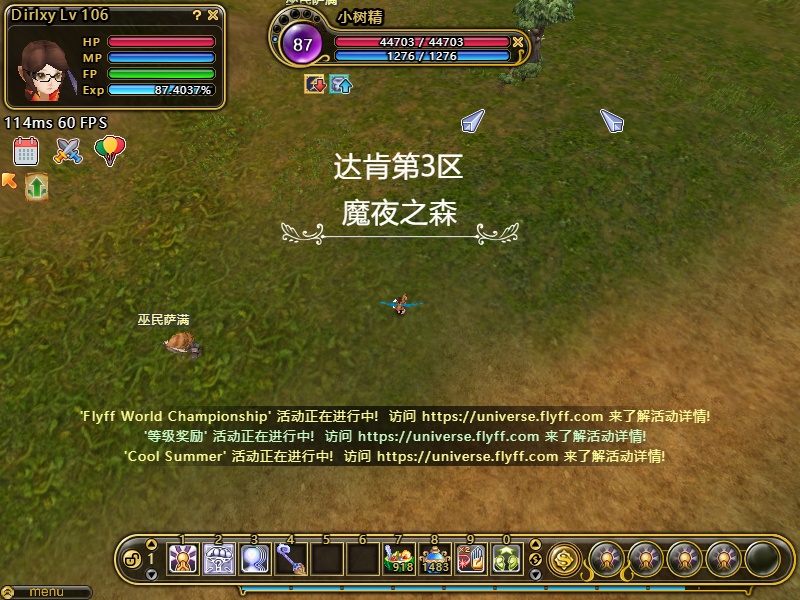 Dirlxy Lv 106
HP
MP
FP
Exp 87.4037%
114ms 60 FPS
巫民萨满
小树精
87
44703 / 44703
1276 / 1276
达肯第3区
魔夜之森
巫民萨满
'Flyff World Championship' 活动正在进行中! 访问 https://universe.flyff.com 来了解活动详情!
'等级奖励' 活动正在进行中! 访问 https://universe.flyff.com 来了解活动详情!
'Cool Summer' 活动正在进行中! 访问 https://universe.flyff.com 来了解活动详情!
1 2 3 4 5 6 7 8 9 0
1
918
1483
X2
menu